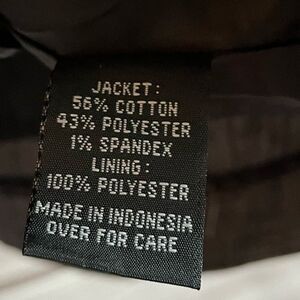 JACKET:
56% COTTON
43% POLYESTER
1% SPANDEX
LINING:
100% POLYESTER
MADE IN INDONESIA
OVER FOR CARE